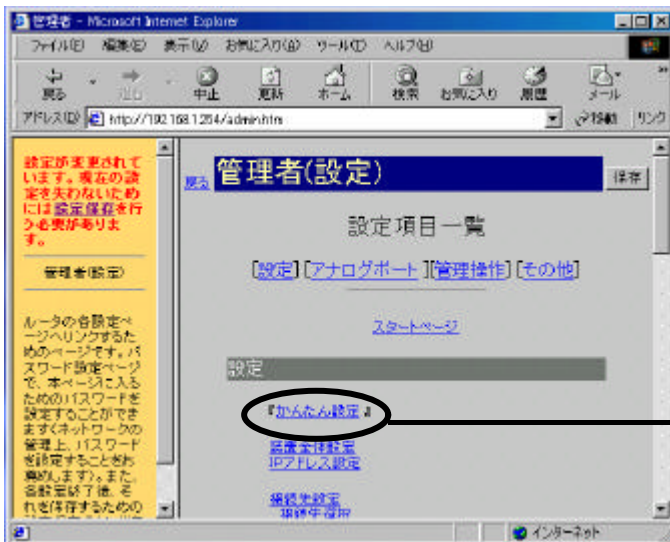 管理者 - Microsoft Internet Explorer
ファイル(F) 編集(E) 表示(V) お気に入り(A) ツール(T) ヘルプ(H)
戻る 進む 中止 更新 ホーム 検索 お気に入り 履歴 メール
アドレス(D) http://192.168.1.254/admin.htm 移動 リンク
設定が変更されて
います。現在の設
定を失わないため
には設定保存を行
う必要がありま
す。
管理者(設定)
ルータの各設定ペ
ージへリンクするた
めのページです。パ
スワード設定ページ
で、本ページに入る
ためのパスワードを
設定することができ
ます(ネットワークの
管理上、パスワード
を設定することをお
薦めします)。また、
各設定終了後、そ
れを保存するための
戻る 管理者(設定) 保存
設定項目一覧
[設定] [アナログポート ][管理操作] [その他]
スタートページ
設定
『かんたん設定 』
装置全体設定
IPアドレス設定
接続先設定
インターネット